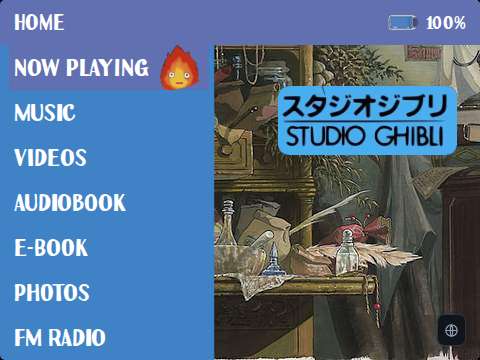 HOME
100%
NOW PLAYING
MUSIC
VIDEOS
AUDIOBOOK
E-BOOK
PHOTOS
FM RADIO
スタジオジブリ
STUDIO GHIBLI